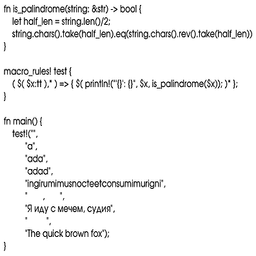 fn is_palindrome(string: &str) -> bool {
let half_len = string.len()/2;
string.chars().take(half_len).eq(string.chars().rev().take(half_len))
}
macro_rules! test {
( $( $x:tt ),* ) => { $( println!("'{}': {}", $x, is_palindrome($x)); )* };
}
fn main() {
test!("",
"a",
"ada",
"adad",
"ingirumimusnocteetconsumimurigni",
" , ",
"Я иду с мечем, судия",
" ",
"The quick brown fox");
}